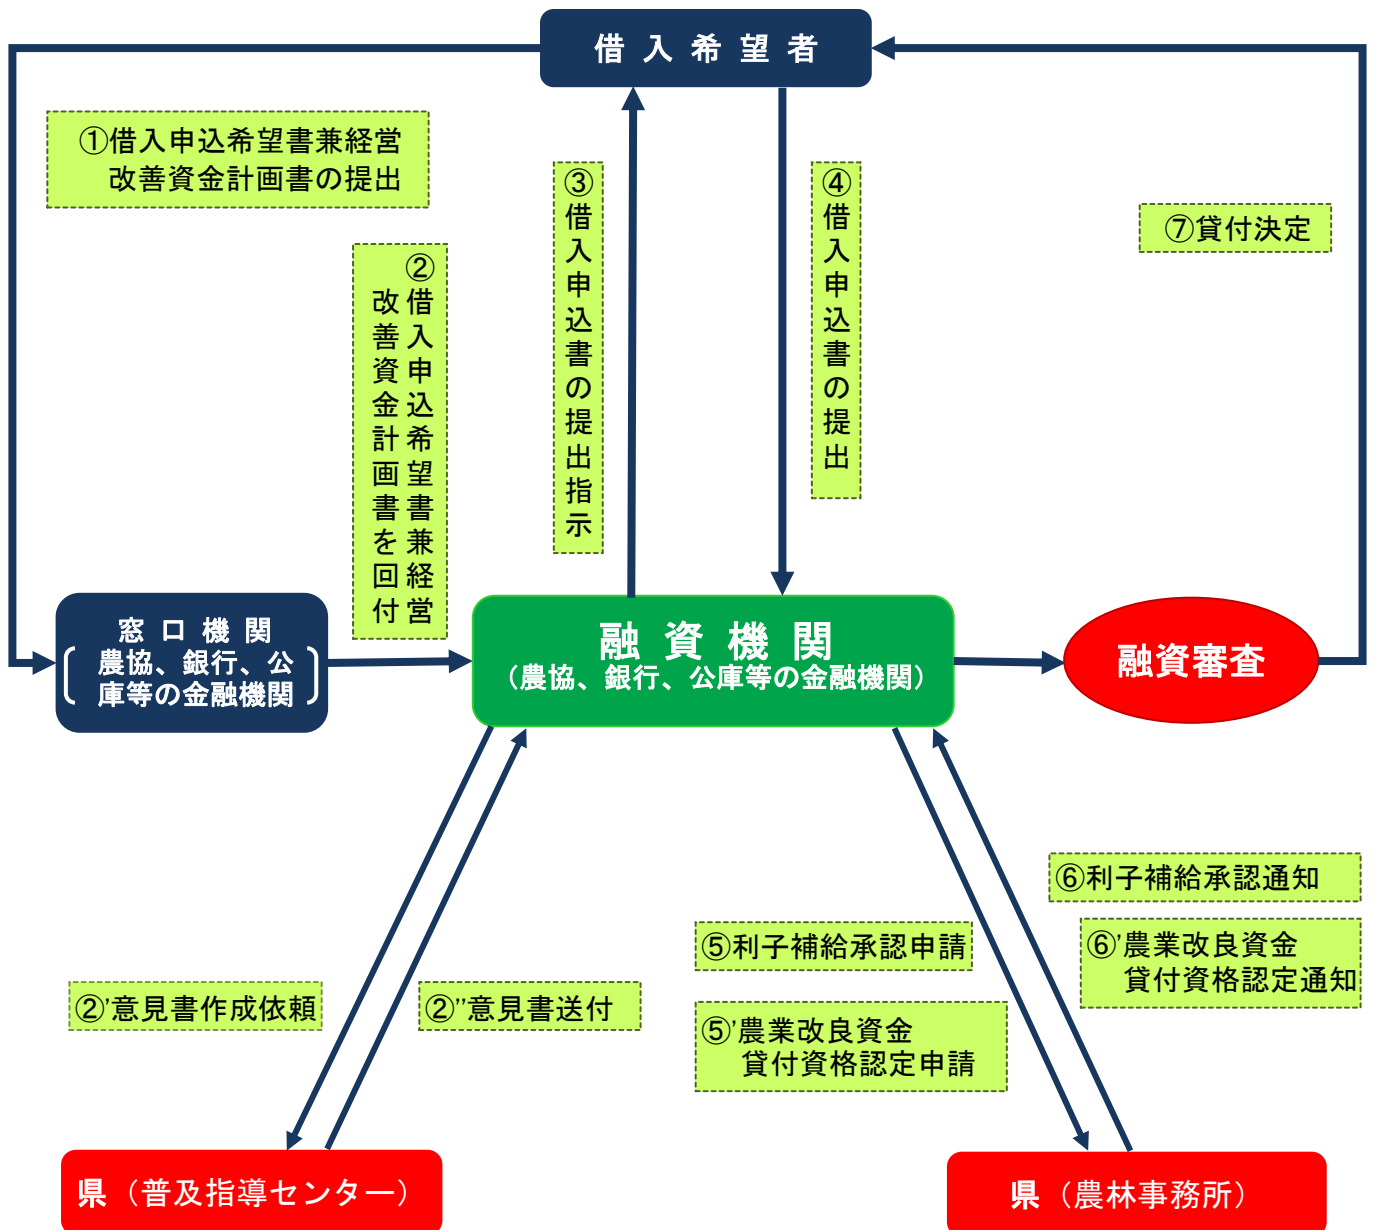 借入希望者
①借入申込希望書兼経営
改善資金計画書の提出
②借入申込希望書兼経営
改善資金計画書を回付
③借入申込書の提出指示
④借入申込書の提出
⑦貸付決定
窓口機関
農協、銀行、公
庫等の金融機関
融資機関
（農協、銀行、公庫等の金融機関）
融資審査
⑥利子補給承認通知
⑥'農業改良資金
貸付資格認定通知
⑤利子補給承認申請
⑤'農業改良資金
貸付資格認定申請
②'意見書作成依頼
②''意見書送付
県（普及指導センター）
県（農林事務所）